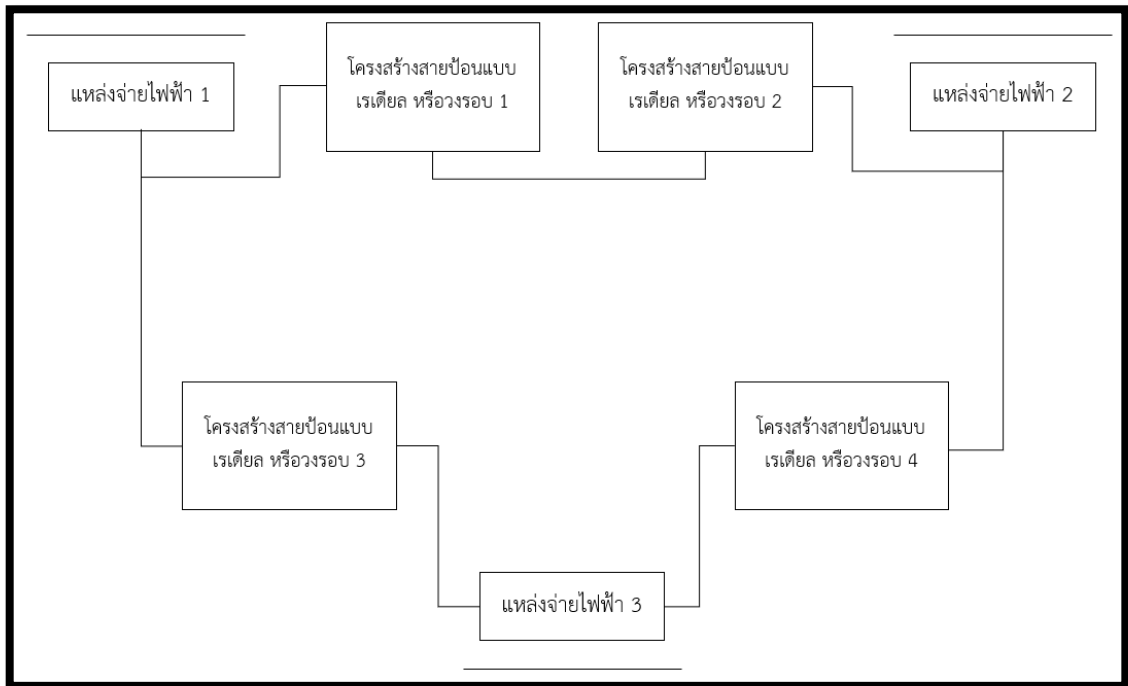 แหล่งจ่ายไฟฟ้า 1
โครงสร้างสายป้อนแบบ
เรเดียล หรือวงรอบ 1
โครงสร้างสายป้อนแบบ
เรเดียล หรือวงรอบ 2
แหล่งจ่ายไฟฟ้า 2
โครงสร้างสายป้อนแบบ
เรเดียล หรือวงรอบ 3
โครงสร้างสายป้อนแบบ
เรเดียล หรือวงรอบ 4
แหล่งจ่ายไฟฟ้า 3